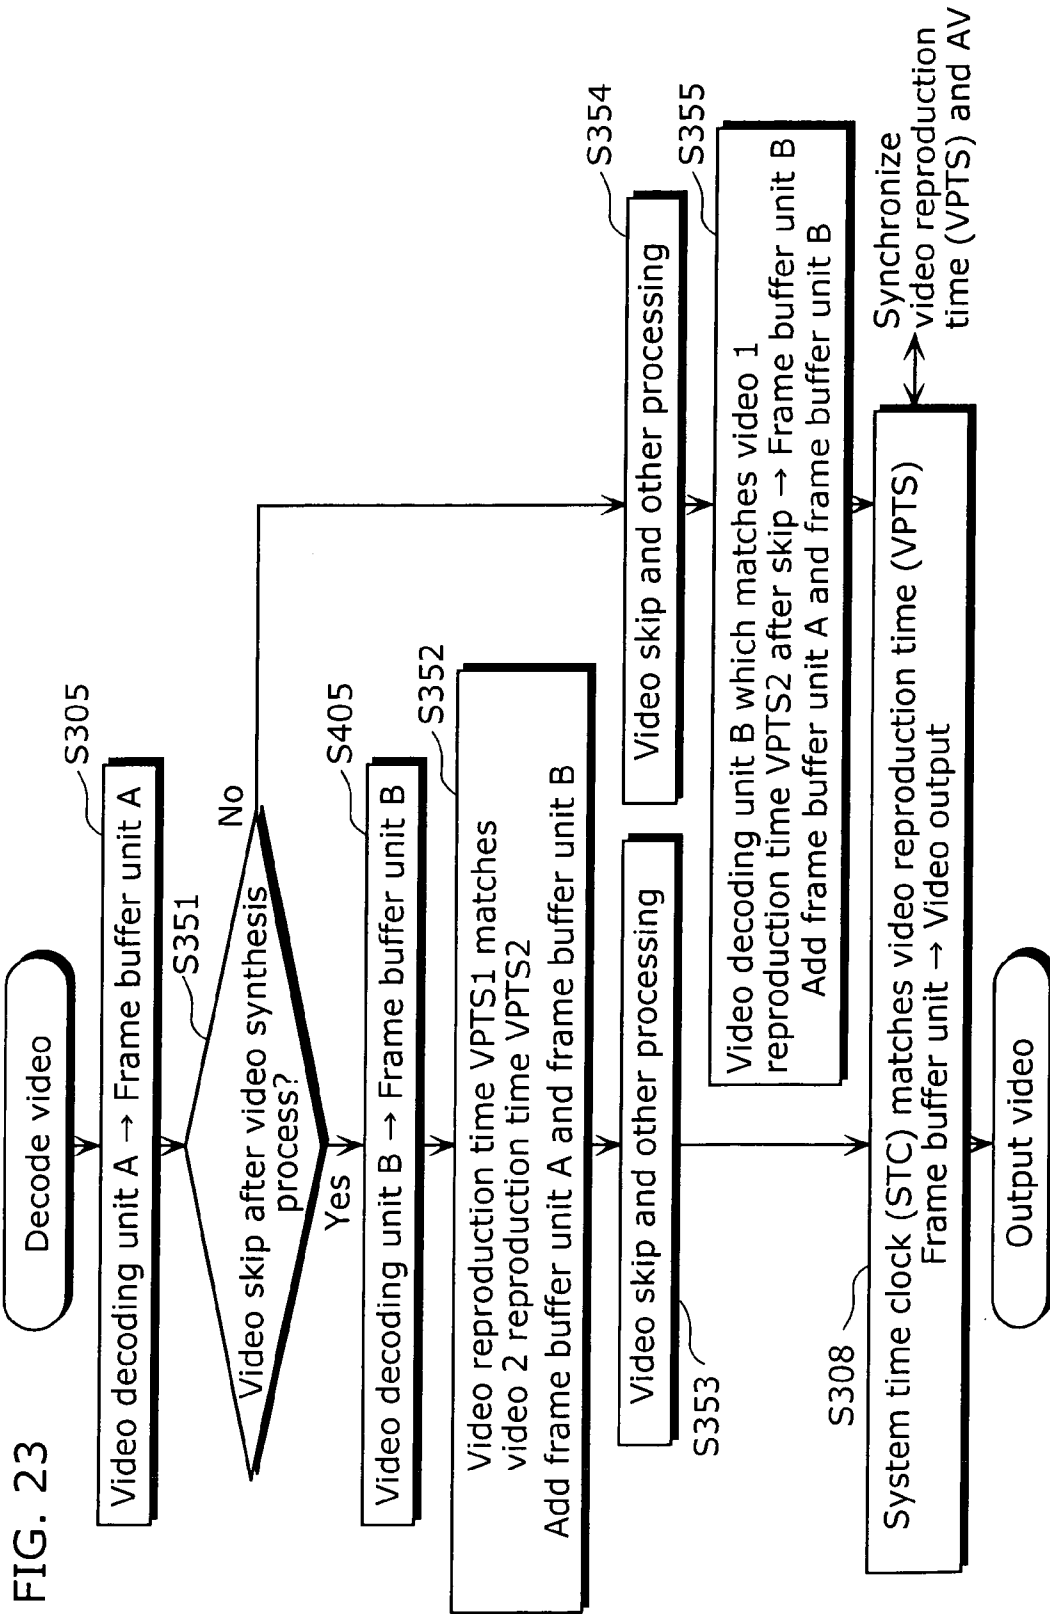 FIG. 23
Decode video
S305
Video decoding unit A → Frame buffer unit A
S351
Video skip after video synthesis
process?
No
Yes
S405
Video decoding unit B → Frame buffer unit B
S352
Video reproduction time VPTS1 matches
video 2 reproduction time VPTS2
Add frame buffer unit A and frame buffer unit B
Video skip and other processing
S353
S354
Video skip and other processing
S355
Video decoding unit B which matches video 1
reproduction time VPTS2 after skip → Frame buffer unit B
Add frame buffer unit A and frame buffer unit B
S308
System time clock (STC) matches video reproduction time (VPTS)
Frame buffer unit → Video output
Synchronize
video reproduction
time (VPTS) and AV
Output video